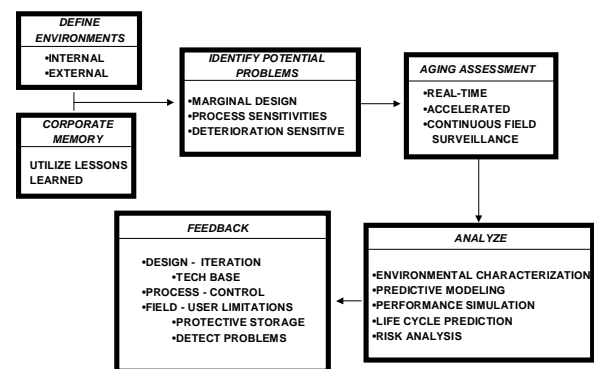 DEFINE
ENVIRONMENTS
•INTERNAL
•EXTERNAL
CORPORATE
MEMORY
UTILIZE LESSONS
LEARNED
IDENTIFY POTENTIAL
PROBLEMS
•MARGINAL DESIGN
•PROCESS SENSITIVITIES
•DETERIORATION SENSITIVE
AGING ASSESSMENT
•REAL-TIME
•ACCELERATED
•CONTINUOUS FIELD
SURVEILLANCE
ANALYZE
•ENVIRONMENTAL CHARACTERIZATION
•PREDICTIVE MODELING
•PERFORMANCE SIMULATION
•LIFE CYCLE PREDICTION
•RISK ANALYSIS
FEEDBACK
•DESIGN - ITERATION
•TECH BASE
•PROCESS - CONTROL
•FIELD - USER LIMITATIONS
•PROTECTIVE STORAGE
•DETECT PROBLEMS